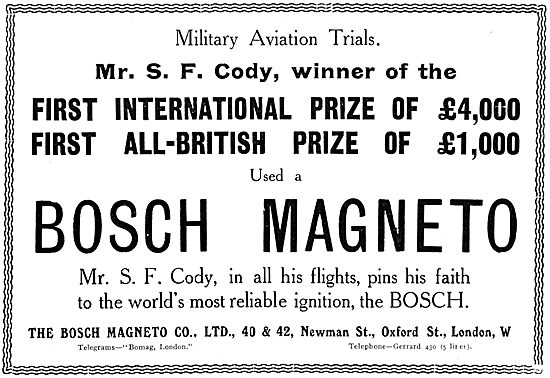 Military Aviation Trials.
Mr. S. F. Cody, winner of the
FIRST INTERNATIONAL PRIZE OF £4,000
FIRST ALL-BRITISH PRIZE OF £1,000
Used a
BOSCH MAGNETO
Mr. S. F. Cody, in all his flights, pins his faith
to the world's most reliable ignition, the BOSCH.
THE BOSCH MAGNETO CO., LTD., 40 & 42, Newman St., Oxford St., London, W
Telegrams—"Bomag, London." Telephone—Gerrard 430 (5 lines).